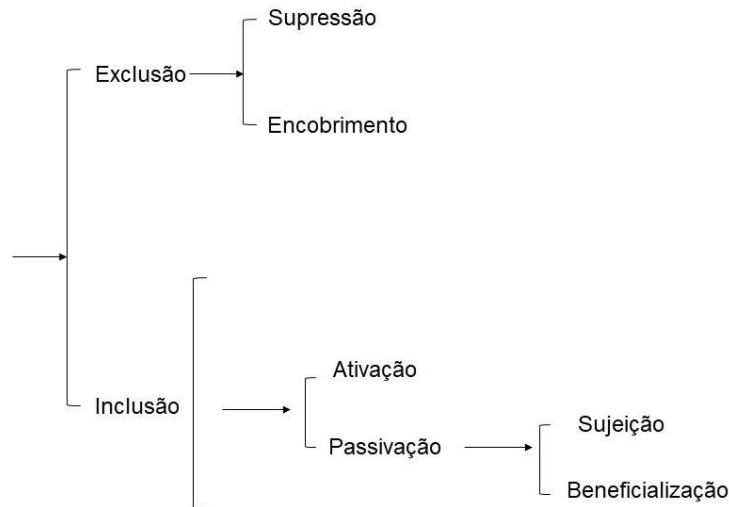 Supressão
Exclusão
Encobrimento
Ativação
Inclusão
Sujeição
Passivação
Beneficialização